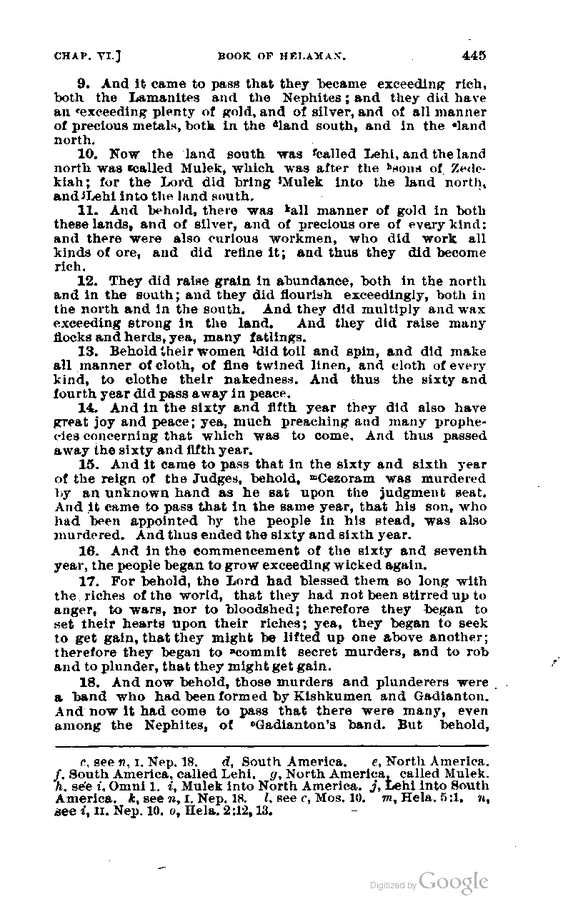 CHAP. VI.] BOOK OF HELAMAN. 445
9. And it came to pass that they became exceeding rich,
both the Lamanites and the Nephites; and they did have
an cexceeding plenty of gold, and of silver, and of all manner
of precious metals, both in the dland south, and in the eland
north.
10. Now the land south was fcalled Lehi, and the land
north was gcalled Mulek, which was after the hsons of Zede-
kiah; for the Lord did bring iMulek into the land north,
and jLehi into the land south.
11. And behold, there was kall manner of gold in both
these lands, and of silver, and of precious ore of every kind:
and there were also curious workmen, who did work all
kinds of ore, and did refine it; and thus they did become
rich.
12. They did raise grain in abundance, both in the north
and in the south; and they did flourish exceedingly, both in
the north and in the south. And they did multiply and wax
exceeding strong in the land. And they did raise many
flocks and herds, yea, many fatlings.
13. Behold their women ldid toil and spin, and did make
all manner of cloth, of fine twined linen, and cloth of every
kind, to clothe their nakedness. And thus the sixty and
fourth year did pass away in peace.
14. And in the sixty and fifth year they did also have
great joy and peace; yea, much preaching and many prophe-
cies concerning that which was to come. And thus passed
away the sixty and fifth year.
15. And it came to pass that in the sixty and sixth year
of the reign of the Judges, behold, mCezoram was murdered
by an unknown hand as he sat upon the judgment seat.
And it came to pass that in the same year, that his son, who
had been appointed by the people in his stead, was also
murdered. And thus ended the sixty and sixth year.
16. And in the commencement of the sixty and seventh
year, the people began to grow exceeding wicked again.
17. For behold, the Lord had blessed them so long with
the riches of the world, that they had not been stirred up to
anger, to wars, nor to bloodshed; therefore they began to
set their hearts upon their riches; yea, they began to seek
to get gain, that they might be lifted up one above another;
therefore they began to ncommit secret murders, and to rob
and to plunder, that they might get gain.
18. And now behold, those murders and plunderers were
a band who had been formed by Kishkumen and Gadianton.
And now it had come to pass that there were many, even
among the Nephites, of oGadianton's band. But behold,
c, see n, I. Nep. 18. d, South America. e, North America.
f. South America, called Lehi. g, North America, called Mulek.
h. see i. Omni 1. i, Mulek into North America. j, Lehi into South
America. k, see n, I. Nep. 18. l. see c, Mos. 10. m, Hela. 5:1. n,
see i, II. Nep. 10. o, Hela. 2:12, 13.
Digitized by Google